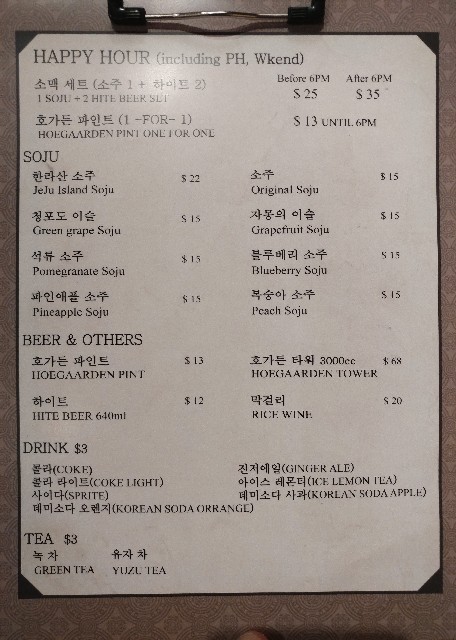 HAPPY HOUR (including PH, Wkend)
Before 6PM After 6PM
소맥 세트 (소주 1 + 하이트 2) $ 25 $ 35
1 SOJU + 2 HITE BEER SET
호가든 파인트 (1 -FOR- 1) $ 13 UNTIL 6PM
HOEGAARDEN PINT ONE FOR ONE
SOJU
한라산 소주 $ 22 소주 $ 15
JeJu Island Soju Original Soju
청포도 이슬 $ 15 자몽의 이슬 $ 15
Green grape Soju Grapefruit Soju
석류 소주 $ 15 블루베리 소주 $ 15
Pomegranate Soju Blueberry Soju
파인애플 소주 $ 15 복숭아 소주 $ 15
Pineapple Soju Peach Soju
BEER & OTHERS
호가든 파인트 $ 13 호가든 타워 3000cc $ 68
HOEGAARDEN PINT HOEGAARDEN TOWER
하이트 $ 12 막걸리 $ 20
HITE BEER 640ml RICE WINE
DRINK $3
콜라(COKE) 진저에일(GINGER ALE)
콜라 라이트(COKE LIGHT) 아이스 레몬티(ICE LEMON TEA)
사이다(SPRITE) 데미소다 사과(KOREAN SODA APPLE)
데미소다 오렌지(KOREAN SODA ORRANGE)
TEA $3
녹 차 유자 차
GREEN TEA YUZU TEA